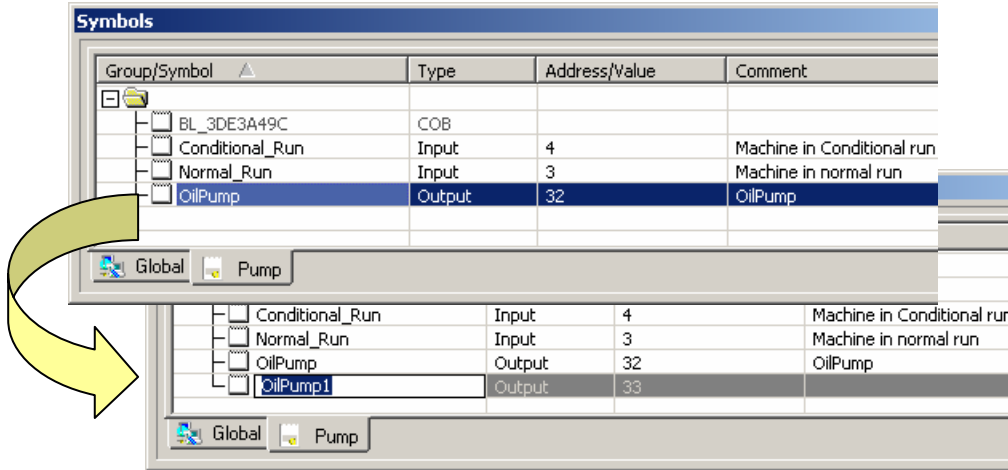 Symbols
Group/Symbol Type Address/Value Comment
BL_3DE3A49C COB
Conditional_Run Input 4 Machine in Conditional run
Normal_Run Input 3 Machine in normal run
OilPump Output 32 OilPump
Global Pump
Conditional_Run Input 4 Machine in Conditional run
Normal_Run Input 3 Machine in normal run
OilPump Output 32 OilPump
OilPump1 Output 33
Global Pump